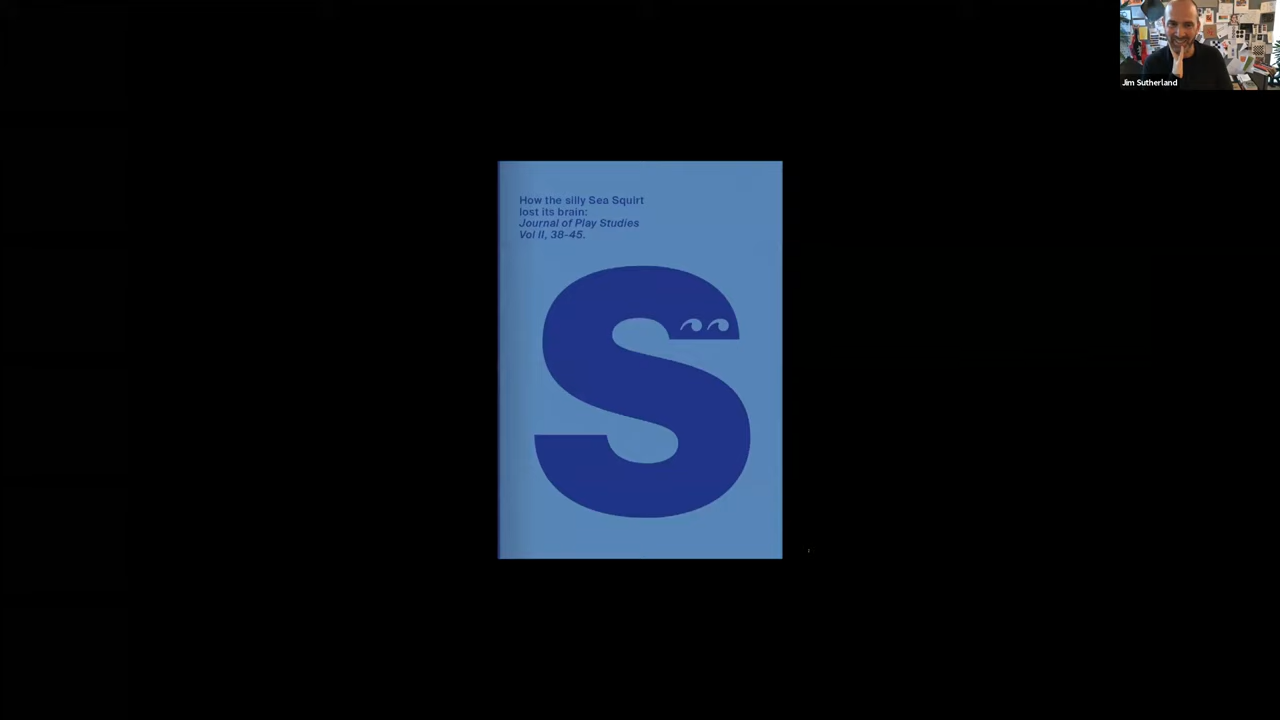 Jim Sutherland
How the silly Sea Squirt
lost its brain:
Journal of Play Studies
Vol II, 38–45.
S